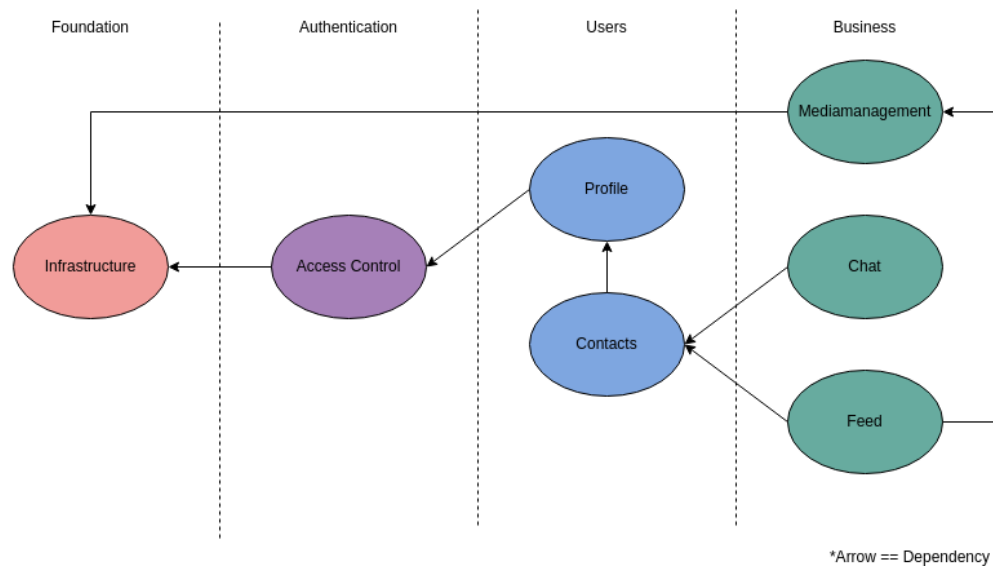 Foundation
Authentication
Users
Business
Mediamanagement
Profile
Infrastructure
Access Control
Chat
Contacts
Feed
*Arrow == Dependency